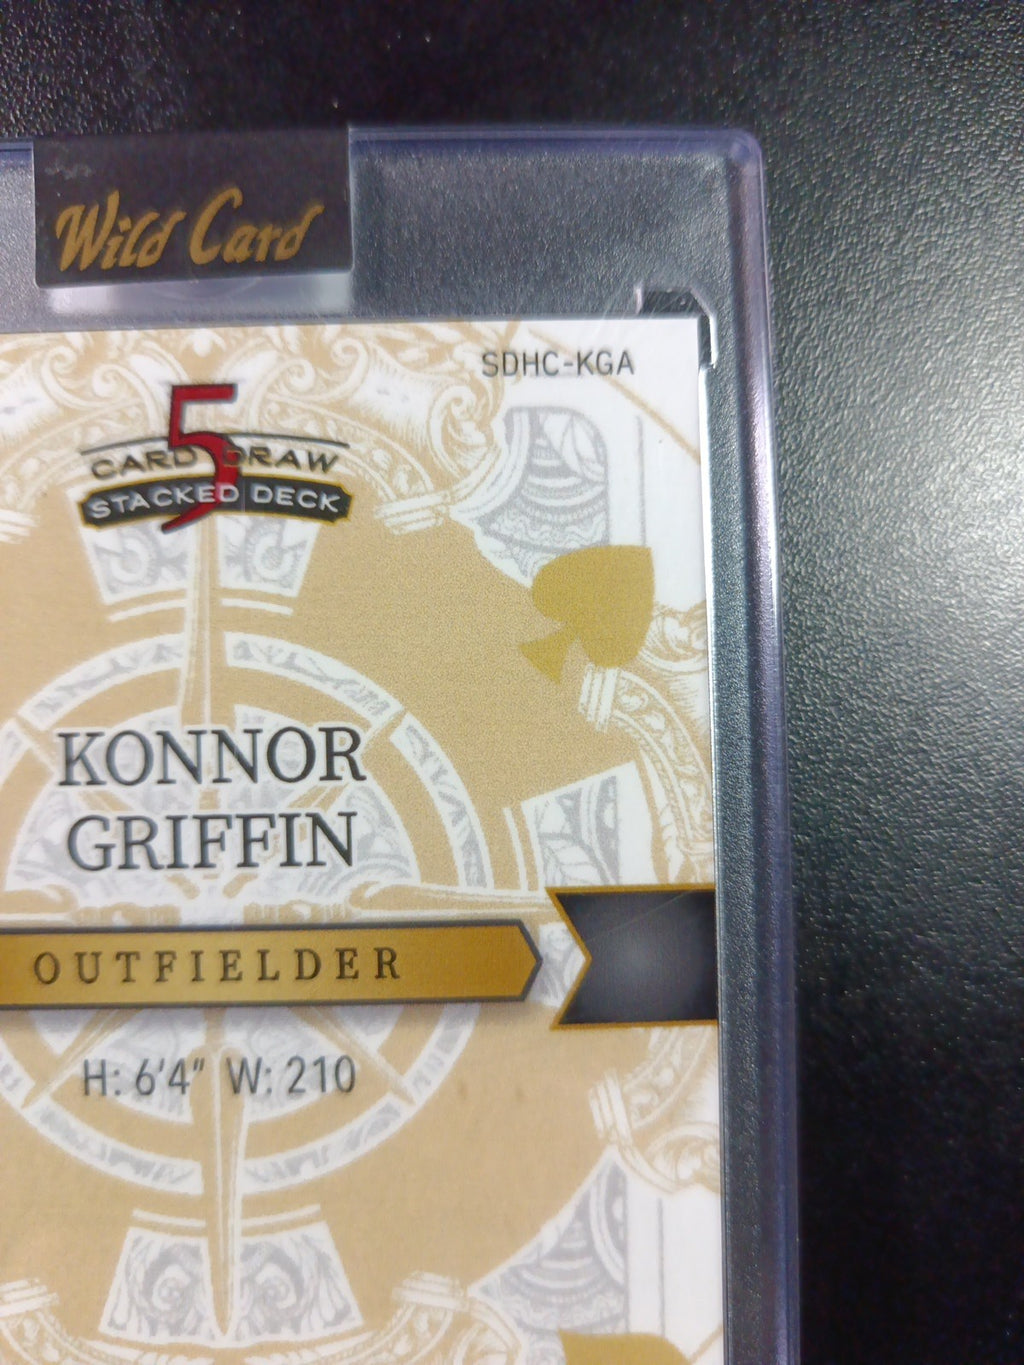 Wild Card
SDHC-KGA
5
CARD DRAW
STACKED DECK
KONNOR
GRIFFIN
OUTFIELDER
H: 6'4" W: 210